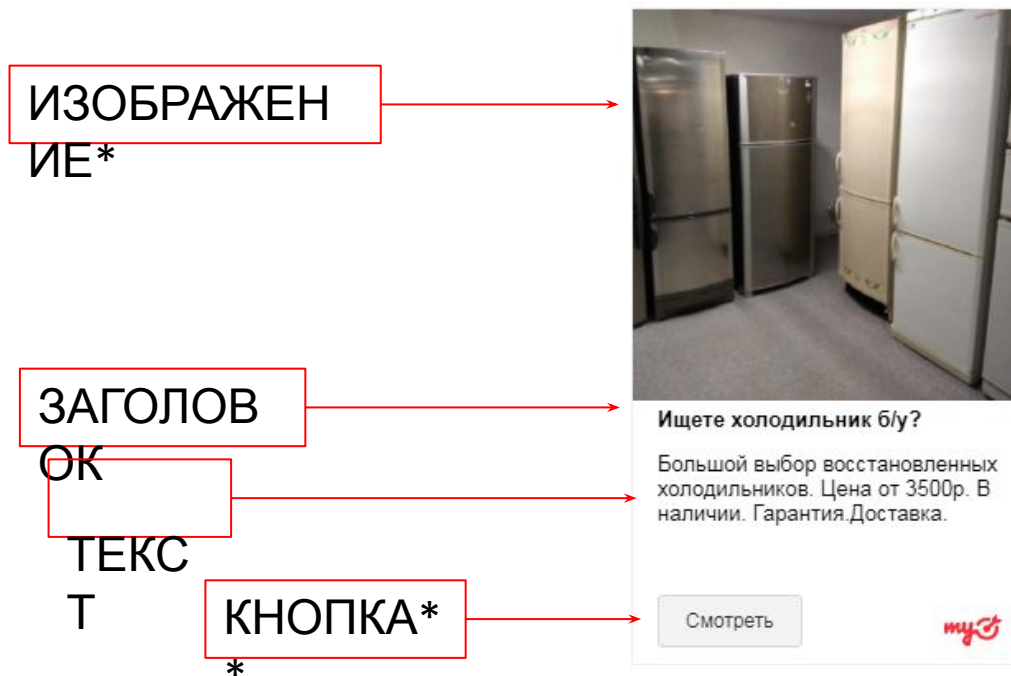 ИЗОБРАЖЕН
ИЕ*
ЗАГОЛОВ
ОК
ТЕКС
Т
КНОПКА*
*
Ищете холодильник б/у?
Большой выбор восстановленных
холодильников. Цена от 3500р. В
наличии. Гарантия.Доставка.
Смотреть
my